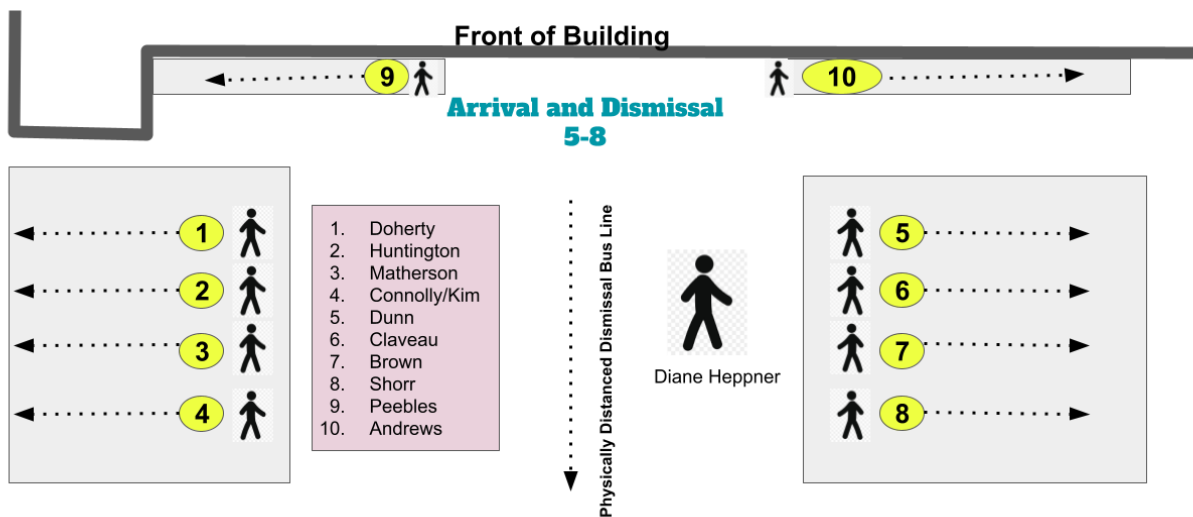 Front of Building
9
10
Arrival and Dismissal
5-8
1
2
3
4
1. Doherty
2. Huntington
3. Matherson
4. Connolly/Kim
5. Dunn
6. Claveau
7. Brown
8. Shorr
9. Peebles
10. Andrews
Physically Distanced Dismissal Bus Line
Diane Heppner
5
6
7
8